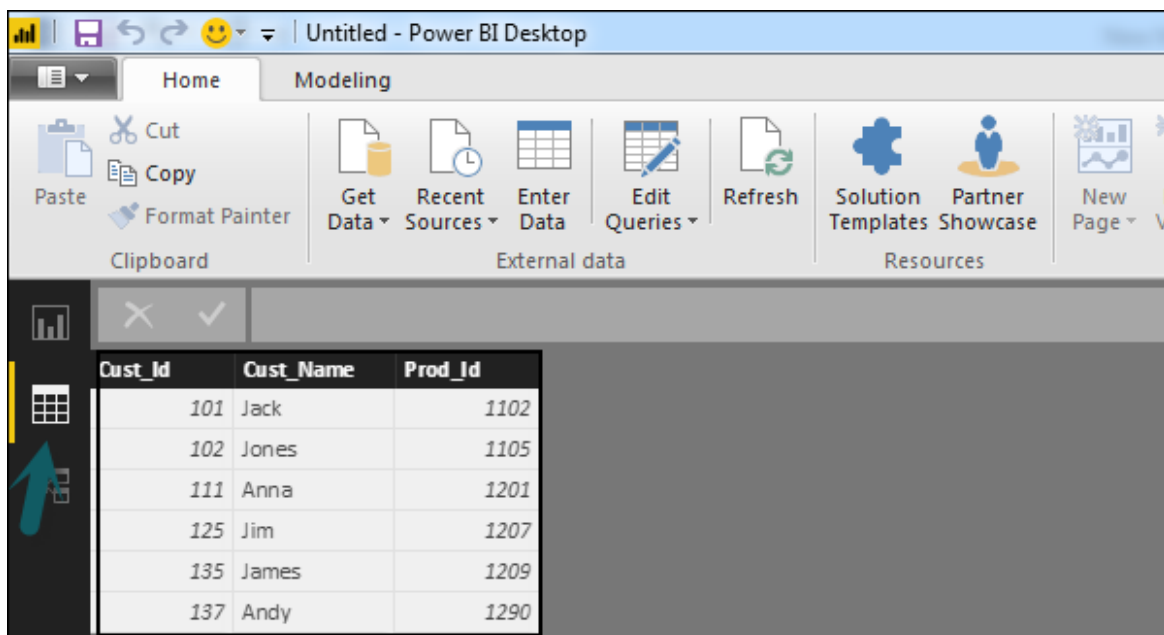 Untitled - Power BI Desktop
Home Modeling
Cut
Copy
Format Painter
Paste
Clipboard
Get Data
Recent Sources
Enter Data
Edit Queries
External data
Refresh
Solution Templates
Partner Showcase
Resources
New Page
Cust_Id Cust_Name Prod_Id
101 Jack 1102
102 Jones 1105
111 Anna 1201
125 Jim 1207
135 James 1209
137 Andy 1290